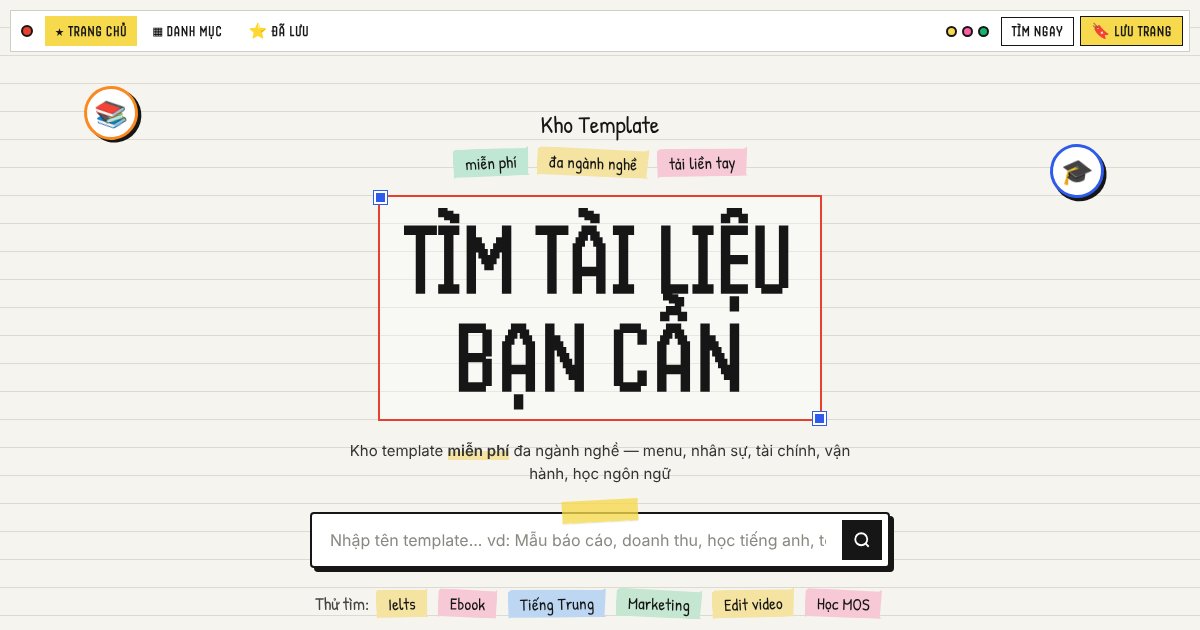 ★ TRANG CHỦ ▦ DANH MỤC ⭐ ĐÃ LƯU TÌM NGAY 🔖 LƯU TRANG
Kho Template
miễn phí đa ngành nghề tải liền tay
TÌM TÀI LIỆU
BẠN CẦN
Kho template miễn phí đa ngành nghề — menu, nhân sự, tài chính, vận
hành, học ngôn ngữ
Nhập tên template... vd: Mẫu báo cáo, doanh thu, học tiếng anh,
Thử tìm: Ielts Ebook Tiếng Trung Marketing Edit video Học MOS